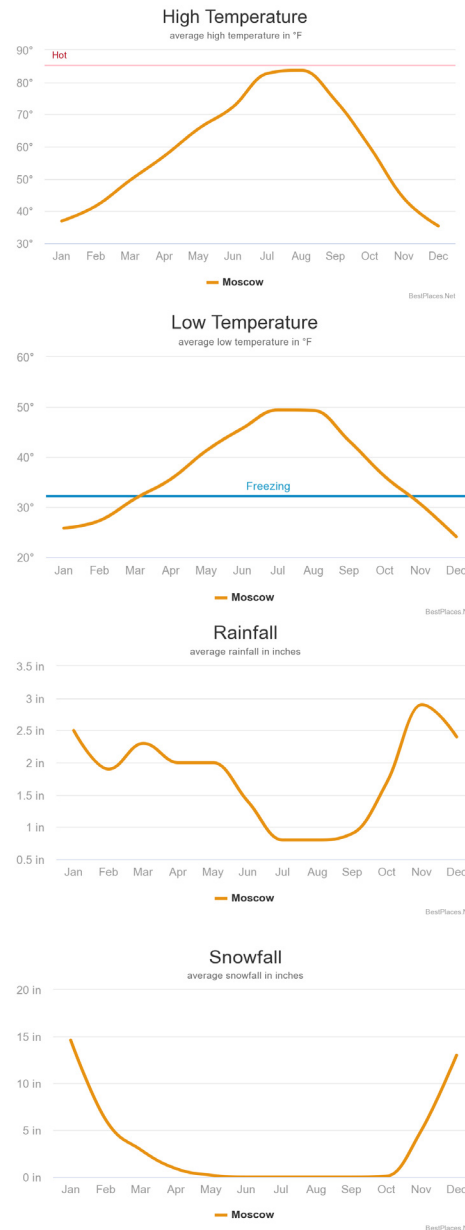 High Temperature
average high temperature in °F
90°
Hot
80°
70°
60°
50°
40°
30°
Jan Feb Mar Apr May Jun Jul Aug Sep Oct Nov Dec
Moscow
BestPlaces.Net
Low Temperature
average low temperature in °F
60°
50°
40°
Freezing
30°
20°
Jan Feb Mar Apr May Jun Jul Aug Sep Oct Nov Dec
Moscow
BestPlaces.N
Rainfall
average rainfall in inches
3.5 in
3 in
2.5 in
2 in
1.5 in
1 in
0.5 in
Jan Feb Mar Apr May Jun Jul Aug Sep Oct Nov Dec
Moscow
BestPlaces.N
Snowfall
average snowfall in inches
20 in
15 in
10 in
5 in
0 in
Jan Feb Mar Apr May Jun Jul Aug Sep Oct Nov Dec
Moscow
BestPlaces.N